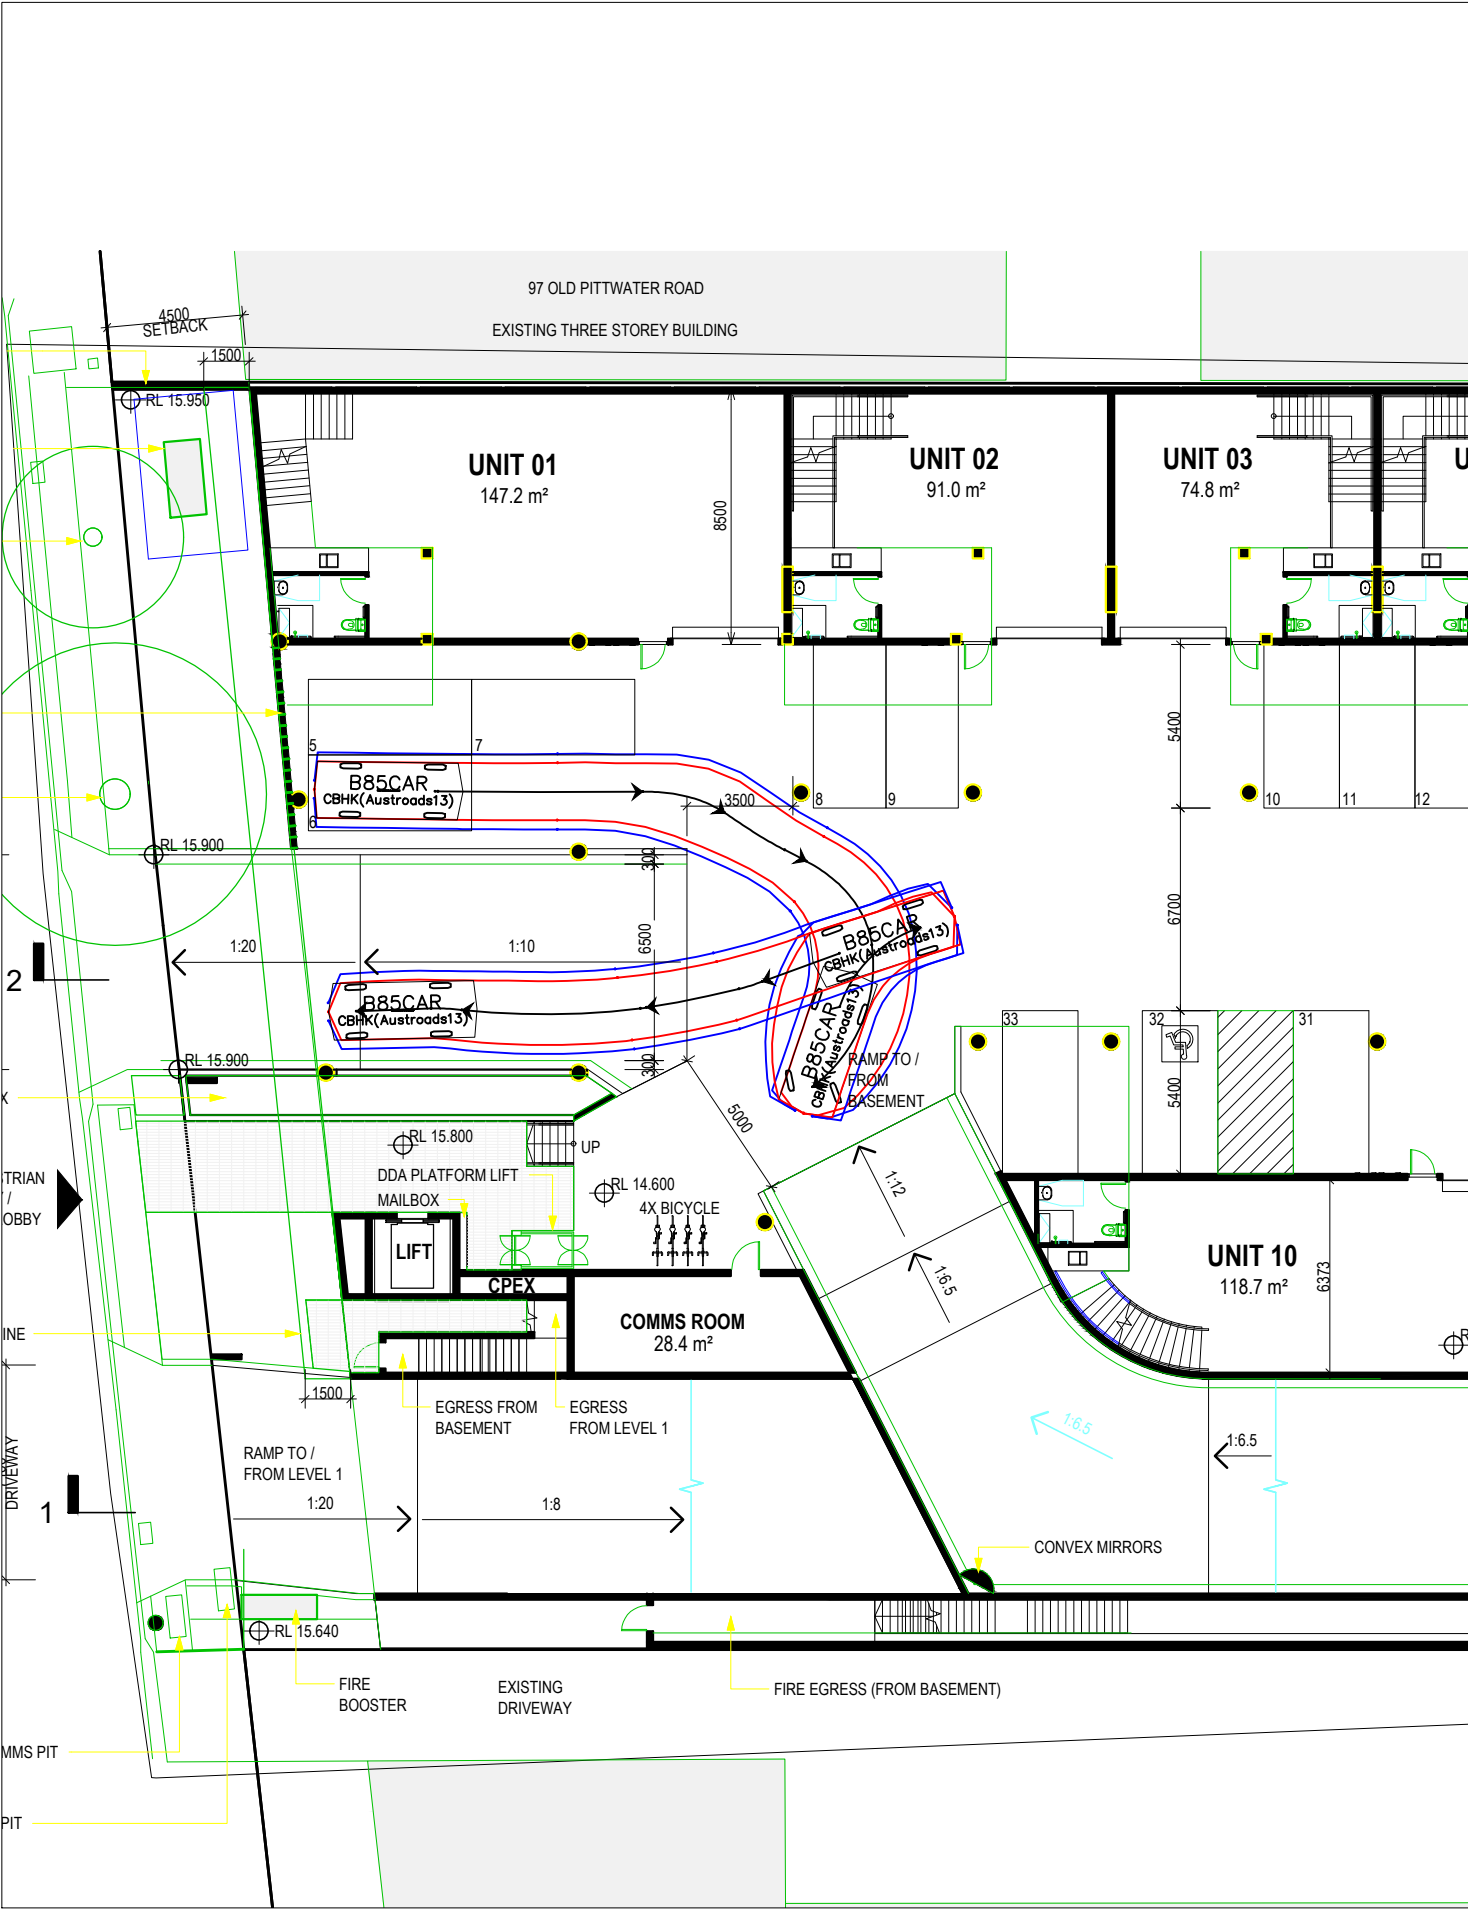 97 OLD PITTWATER ROAD
EXISTING THREE STOREY BUILDING
4500
SETBACK
1500
RL 15.950
UNIT 01
147.2 m²
8500
UNIT 02
91.0 m²
UNIT 03
74.8 m²
U
5
7
B85CAR
CBHK(Austroads13)
6
3500
8
9
5400
10
11
12
RL 15.900
300
6500
6700
1:20
1:10
2
B85CAR
CBHK(Austroads13)
B85CAR
CBHK(Austroads13)
B85CAR
CBHK(Austroads13)
RL 15.900
300
RAMP TO /
FROM
BASEMENT
33
32
31
5400
X
5000
RL 15.800
UP
DDA PLATFORM LIFT
MAILBOX
RL 14.600
4X BICYCLE
TRIAN
/
OBBY
1:12
LIFT
CPEX
1:6.5
UNIT 10
118.7 m²
6373
COMMS ROOM
28.4 m²
INE
R
1500
EGRESS FROM
BASEMENT
EGRESS
FROM LEVEL 1
1:6.5
1:6.5
DRIVEWAY
RAMP TO /
FROM LEVEL 1
1:20
1:8
1
CONVEX MIRRORS
RL 15.640
FIRE
BOOSTER
EXISTING
DRIVEWAY
FIRE EGRESS (FROM BASEMENT)
MMS PIT
PIT